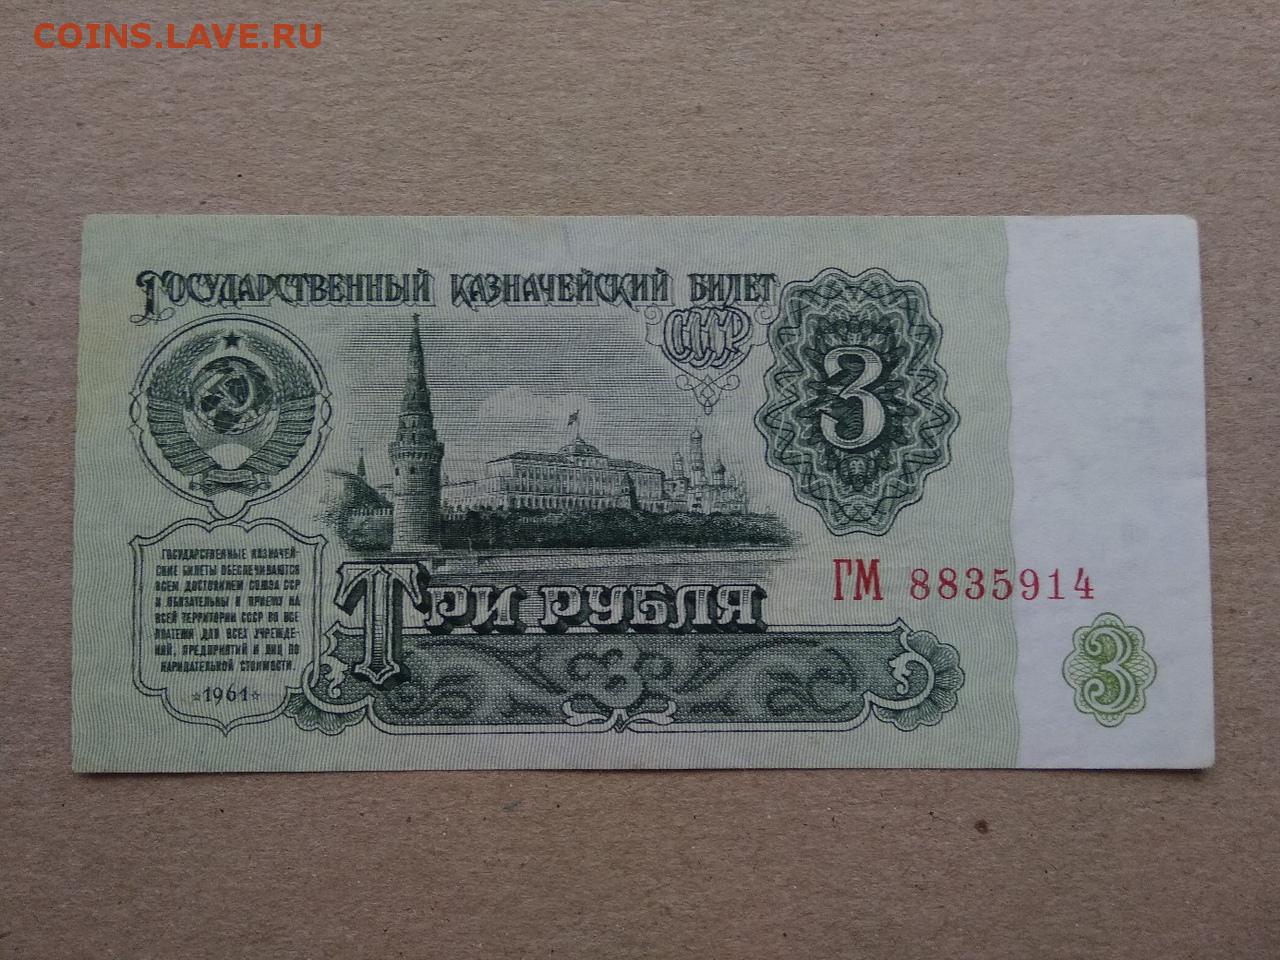 COINS.LAVE.RU
ГОСУДАРСТВЕННЫЙ КАЗНАЧЕЙСКИЙ БИЛЕТ
СССР
3
ГОСУДАРСТВЕННЫЕ КАЗНАЧЕЙ-
СКИЕ БИЛЕТЫ ОБЕСПЕЧИВАЮТСЯ
ВСЕМ ДОСТОЯНИЕМ СОЮЗА ССР
И ОБЯЗАТЕЛЬНЫ К ПРИЕМУ НА
ВСЕЙ ТЕРРИТОРИИ СССР ВО ВСЕ
ПЛАТЕЖИ ДЛЯ ВСЕХ УЧРЕЖДЕ-
НИЙ, ПРЕДПРИЯТИЙ И ЛИЦ ПО
НАРИЦАТЕЛЬНОЙ СТОИМОСТИ.
*1961*
ТРИ РУБЛЯ
3
ГМ 8835914
3